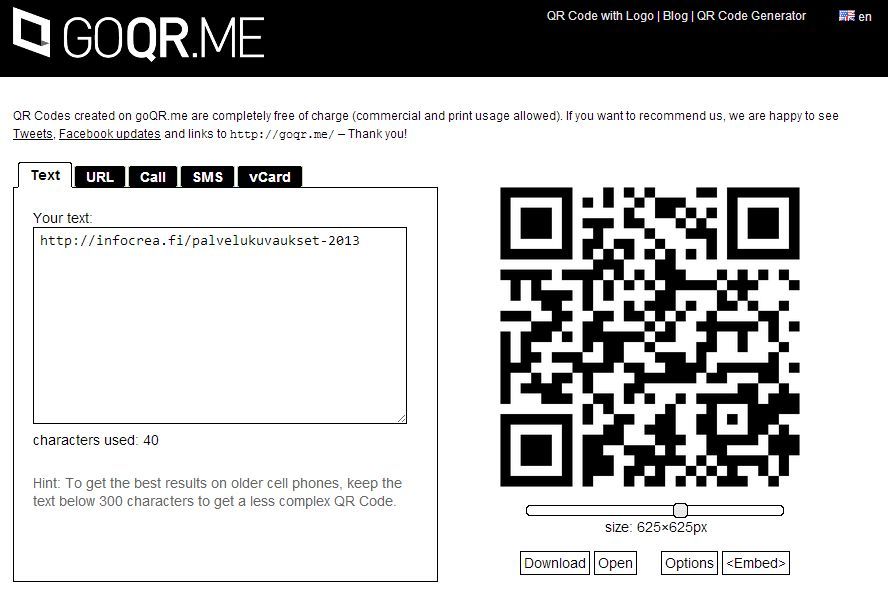 GOQR.ME
QR Code with Logo | Blog | QR Code Generator
en
QR Codes created on goQR.me are completely free of charge (commercial and print usage allowed). If you want to recommend us, we are happy to see
Tweets, Facebook updates and links to http://goqr.me/ – Thank you!
Text URL Call SMS vCard
Your text:
http://infocrea.fi/palvelukuvaukset-2013
characters used: 40
Hint: To get the best results on older cell phones, keep the
text below 300 characters to get a less complex QR Code.
size: 625×625px
Download Open Options <Embed>